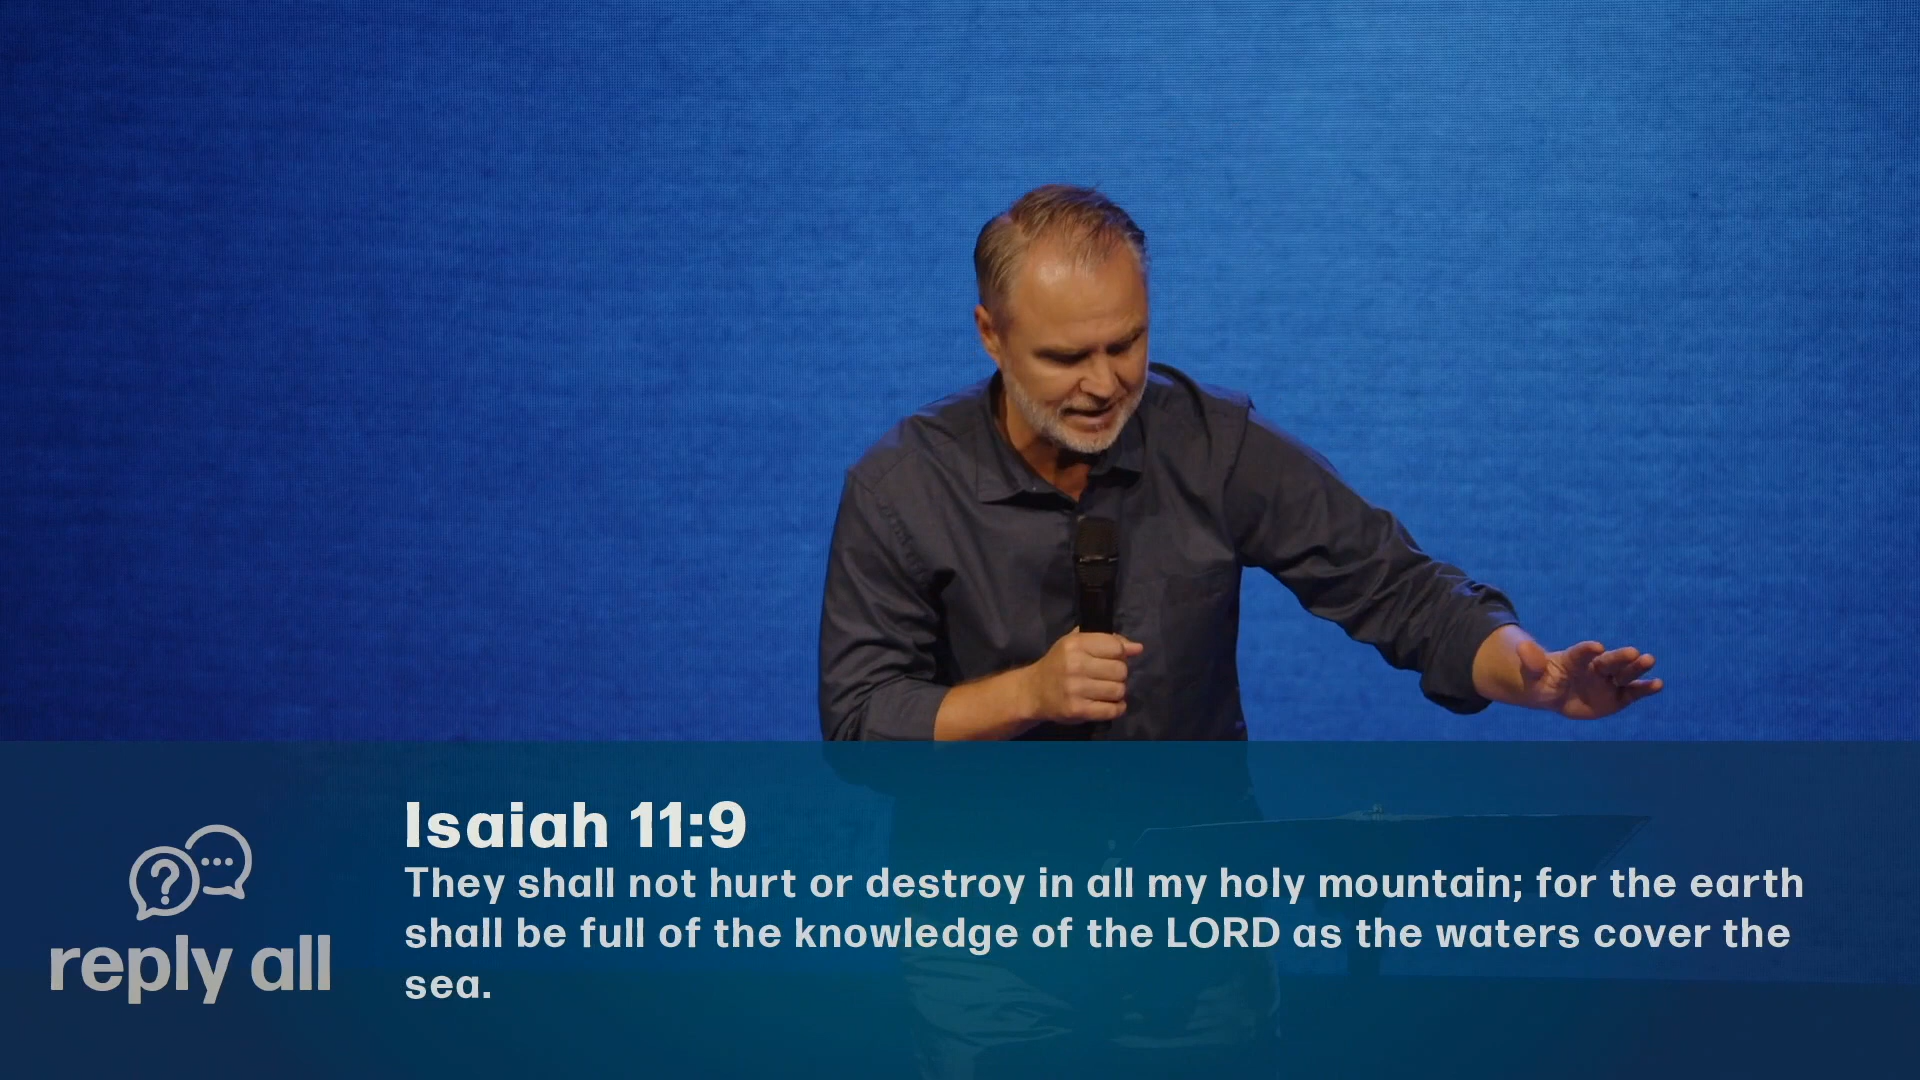 Isaiah 11:9
They shall not hurt or destroy in all my holy mountain; for the earth
shall be full of the knowledge of the LORD as the waters cover the
sea.
?
reply all